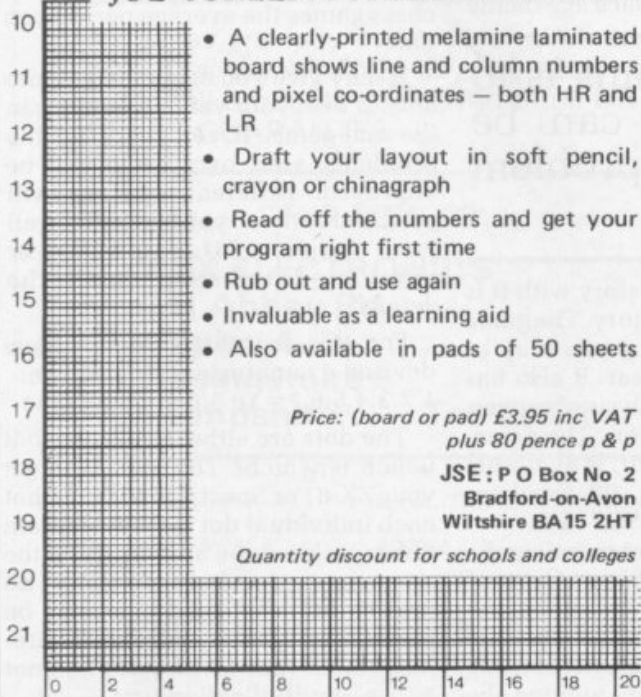 10
11
12
13
14
15
16
17
18
19
20
21
• A clearly-printed melamine laminated
board shows line and column numbers
and pixel co-ordinates – both HR and
LR
• Draft your layout in soft pencil,
crayon or chinagraph
• Read off the numbers and get your
program right first time
• Rub out and use again
• Invaluable as a learning aid
• Also available in pads of 50 sheets
Price: (board or pad) £3.95 inc VAT
plus 80 pence p & p
JSE : P O Box No 2
Bradford-on-Avon
Wiltshire BA15 2HT
Quantity discount for schools and colleges
0 2 4 6 8 10 12 14 16 18 20